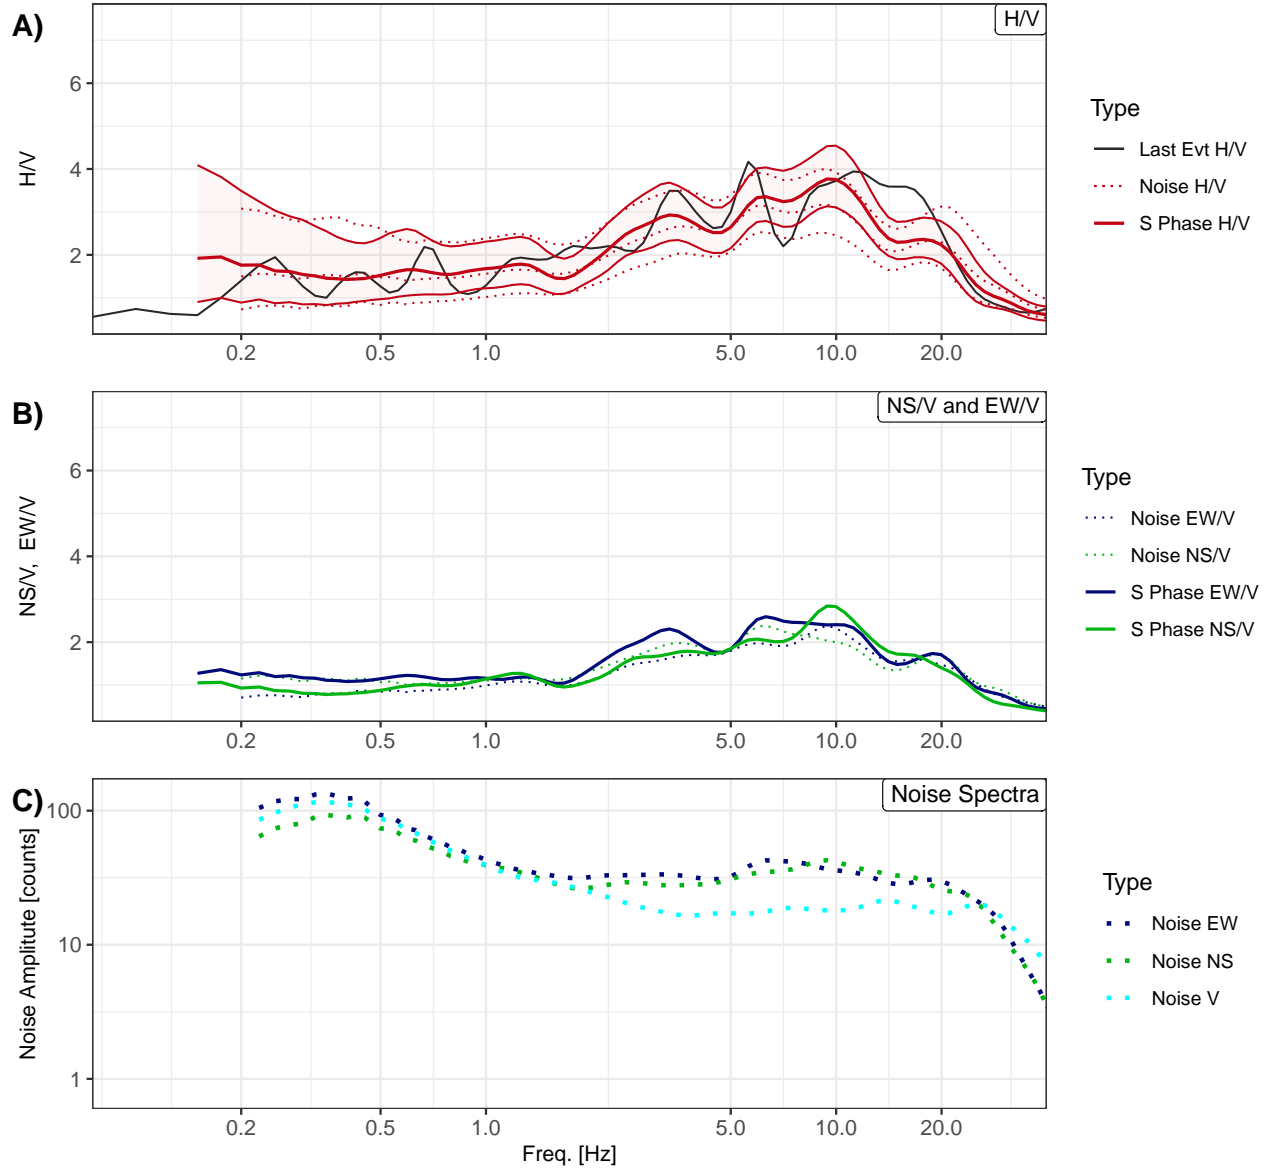 A)
H/V
6
4
2
H/V
0.2 0.5 1.0 5.0 10.0 20.0
Type
Last Evt H/V
Noise H/V
S Phase H/V
B)
NS/V and EW/V
6
4
2
NS/V,  EW/V
0.2 0.5 1.0 5.0 10.0 20.0
Type
Noise EW/V
Noise NS/V
S Phase EW/V
S Phase NS/V
C)
Noise Spectra
100
10
1
Noise Amplitute [counts]
0.2 0.5 1.0 5.0 10.0 20.0
Freq. [Hz]
Type
Noise EW
Noise NS
Noise V